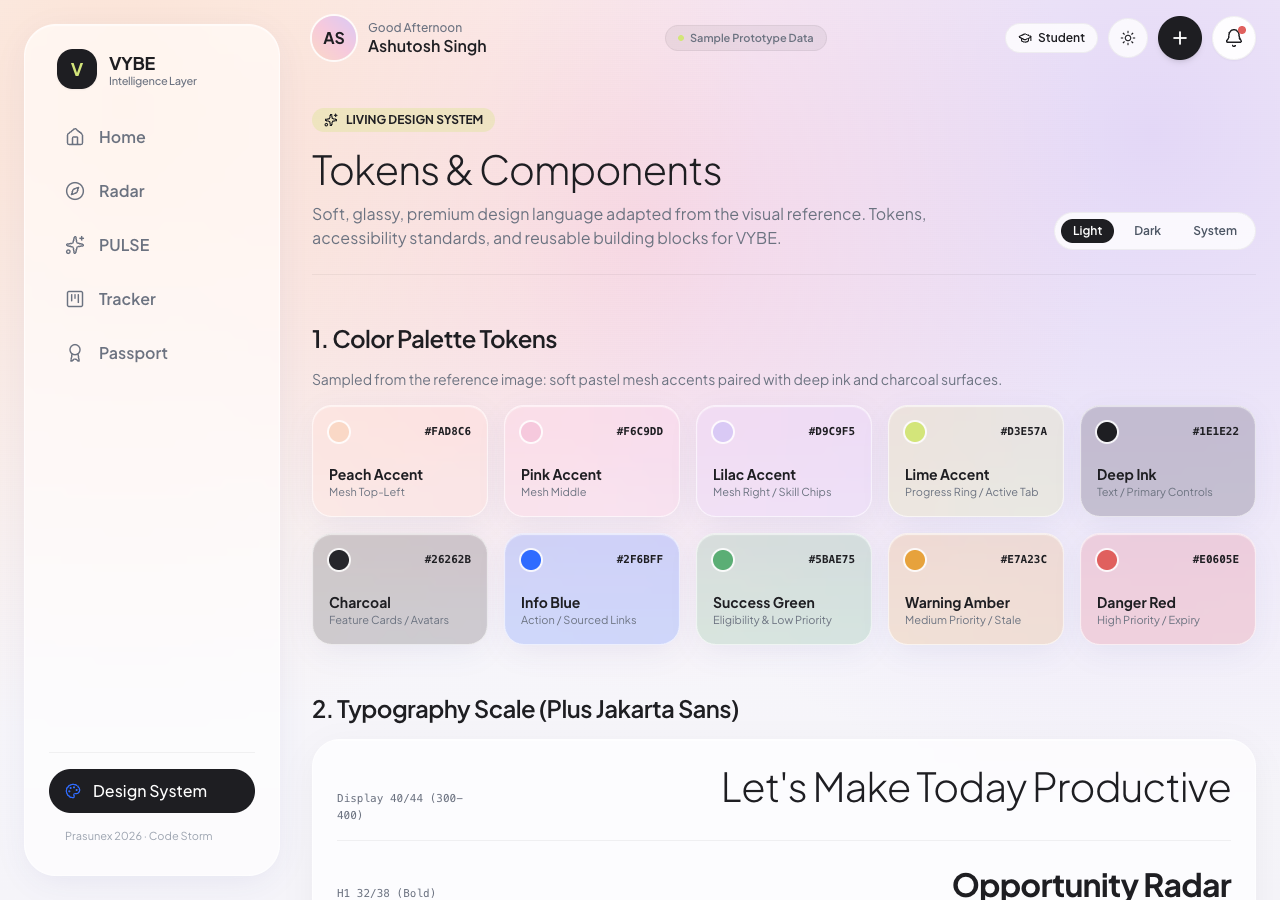 V
VYBE
Intelligence Layer
Home
Radar
PULSE
Tracker
Passport
Design System
Prasunex 2026 · Code Storm
AS
Good Afternoon
Ashutosh Singh
Sample Prototype Data
Student
LIVING DESIGN SYSTEM
Tokens & Components
Soft, glassy, premium design language adapted from the visual reference. Tokens,
accessibility standards, and reusable building blocks for VYBE.
Light
Dark
System
1. Color Palette Tokens
Sampled from the reference image: soft pastel mesh accents paired with deep ink and charcoal surfaces.
#FAD8C6
Peach Accent
Mesh Top-Left
#F6C9DD
Pink Accent
Mesh Middle
#D9C9F5
Lilac Accent
Mesh Right / Skill Chips
#D3E57A
Lime Accent
Progress Ring / Active Tab
#1E1E22
Deep Ink
Text / Primary Controls
#26262B
Charcoal
Feature Cards / Avatars
#2F6BFF
Info Blue
Action / Sourced Links
#5BAE75
Success Green
Eligibility & Low Priority
#E7A23C
Warning Amber
Medium Priority / Stale
#E0605E
Danger Red
High Priority / Expiry
2. Typography Scale (Plus Jakarta Sans)
Display 40/44 (300–
400)
Let's Make Today Productive
H1 32/38 (Bold)
Opportunity Radar